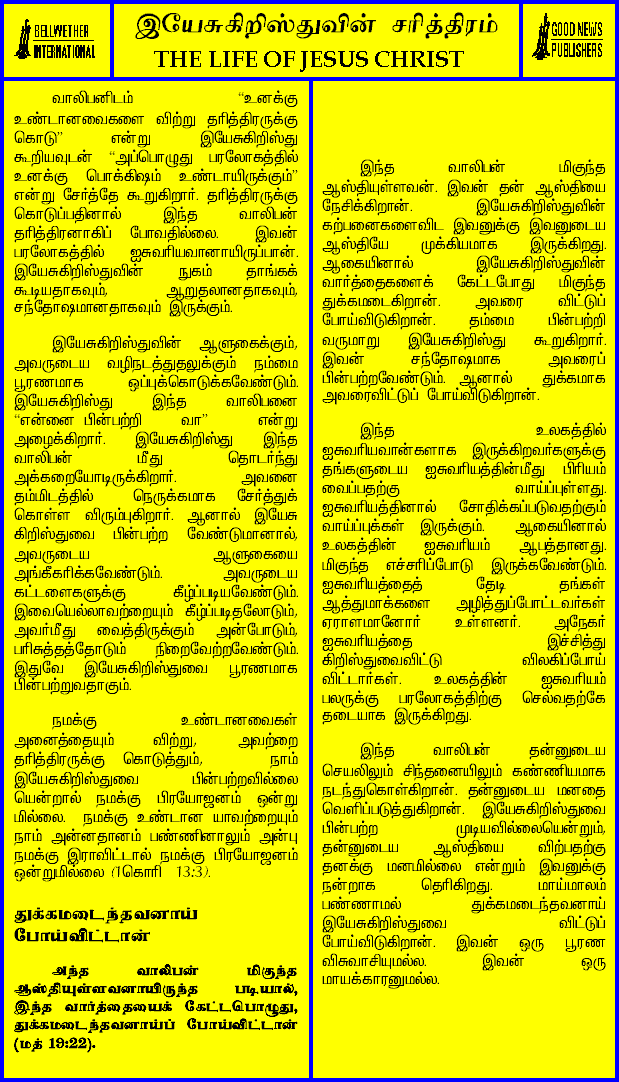 BELLWETHER
INTERNATIONAL
இயேசுகிறிஸ்துவின் சரித்திரம்
THE LIFE OF JESUS CHRIST
GOOD NEWS
PUBLISHERS
வாலிபனிடம் “உனக்கு
உண்டானவைகளை விற்று தரித்திரருக்கு
கொடு” என்று இயேசுகிறிஸ்து
கூறியவுடன் “அப்பொழுது பரலோகத்தில்
உனக்கு பொக்கிஷம் உண்டாயிருக்கும்”
என்று சேர்த்தே கூறுகிறார். தரித்திரருக்கு
கொடுப்பதினால் இந்த வாலிபன்
தரித்திரனாகிப் போவதில்லை. இவன்
பரலோகத்தில் ஐசுவரியவானாயிருப்பான்.
இயேசுகிறிஸ்துவின் நுகம் தாங்கக்
கூடியதாகவும், ஆறுதலானதாகவும்,
சந்தோஷமானதாகவும் இருக்கும்.
இயேசுகிறிஸ்துவின் ஆளுகைக்கும்,
அவருடைய வழிநடத்துதலுக்கும் நம்மை
பூரணமாக ஒப்புக்கொடுக்கவேண்டும்.
இயேசுகிறிஸ்து இந்த வாலிபனை
“என்னை பின்பற்றி வா” என்று
அழைக்கிறார். இயேசுகிறிஸ்து இந்த
வாலிபன் மீது தொடர்ந்து
அக்கறையோடிருக்கிறார். அவனை
தம்மிடத்தில் நெருக்கமாக சேர்த்துக்
கொள்ள விரும்புகிறார். ஆனால் இயேசு
கிறிஸ்துவை பின்பற்ற வேண்டுமானால்,
அவருடைய ஆளுகையை
அங்கீகரிக்கவேண்டும். அவருடைய
கட்டளைகளுக்கு கீழ்ப்படியவேண்டும்.
இவையெல்லாவற்றையும் கீழ்ப்படிதலோடும்,
அவர்மீது வைத்திருக்கும் அன்போடும்,
பரிசுத்தத்தோடும் நிறைவேற்றவேண்டும்.
இதுவே இயேசுகிறிஸ்துவை பூரணமாக
பின்பற்றுவதாகும்.
நமக்கு உண்டானவைகள்
அனைத்தையும் விற்று, அவற்றை
தரித்திரருக்கு கொடுத்தும், நாம்
இயேசுகிறிஸ்துவை பின்பற்றவில்லை
யென்றால் நமக்கு பிரயோஜனம் ஒன்று
மில்லை. நமக்கு உண்டான யாவற்றையும்
நாம் அன்னதானம் பண்ணினாலும் அன்பு
நமக்கு இராவிட்டால் நமக்கு பிரயோஜனம்
ஒன்றுமில்லை (1கொரி 13:3).
துக்கமடைந்தவனாய்
போய்விட்டான்
அந்த வாலிபன் மிகுந்த
ஆஸ்தியுள்ளவனாயிருந்த படியால்,
இந்த வார்த்தையைக் கேட்டபொழுது,
துக்கமடைந்தவனாய்ப் போய்விட்டான்
(மத் 19:22).
இந்த வாலிபன் மிகுந்த
ஆஸ்தியுள்ளவன். இவன் தன் ஆஸ்தியை
நேசிக்கிறான். இயேசுகிறிஸ்துவின்
கற்பனைகளைவிட இவனுக்கு இவனுடைய
ஆஸ்தியே முக்கியமாக இருக்கிறது.
ஆகையினால் இயேசுகிறிஸ்துவின்
வார்த்தைகளைக் கேட்டபோது மிகுந்த
துக்கமடைகிறான். அவரை விட்டுப்
போய்விடுகிறான். தம்மை பின்பற்றி
வருமாறு இயேசுகிறிஸ்து கூறுகிறார்.
இவன் சந்தோஷமாக அவரைப்
பின்பற்றவேண்டும். ஆனால் துக்கமாக
அவரைவிட்டுப் போய்விடுகிறான்.
இந்த உலகத்தில்
ஐசுவரியவான்களாக இருக்கிறவர்களுக்கு
தங்களுடைய ஐசுவரியத்தின்மீது பிரியம்
வைப்பதற்கு வாய்ப்புள்ளது.
ஐசுவரியத்தினால் சோதிக்கப்படுவதற்கும்
வாய்ப்புக்கள் இருக்கும். ஆகையினால்
உலகத்தின் ஐசுவரியம் ஆபத்தானது.
மிகுந்த எச்சரிப்போடு இருக்கவேண்டும்.
ஐசுவரியத்தைத் தேடி தங்கள்
ஆத்துமாக்களை அழித்துப்போட்டவர்கள்
ஏராளமானோர் உள்ளனர். அநேகர்
ஐசுவரியத்தை இச்சித்து
கிறிஸ்துவைவிட்டு விலகிப்போய்
விட்டார்கள். உலகத்தின் ஐசுவரியம்
பலருக்கு பரலோகத்திற்கு செல்வதற்கே
தடையாக இருக்கிறது.
இந்த வாலிபன் தன்னுடைய
செயலிலும் சிந்தனையிலும் கண்ணியமாக
நடந்துகொள்கிறான். தன்னுடைய மனதை
வெளிப்படுத்துகிறான். இயேசுகிறிஸ்துவை
பின்பற்ற முடியவில்லையென்றும்,
தன்னுடைய ஆஸ்தியை விற்பதற்கு
தனக்கு மனமில்லை என்றும் இவனுக்கு
நன்றாக தெரிகிறது. மாய்மாலம்
பண்ணாமல் துக்கமடைந்தவனாய்
இயேசுகிறிஸ்துவை விட்டுப்
போய்விடுகிறான். இவன் ஒரு பூரண
விசுவாசியுமல்ல. இவன் ஒரு
மாயக்காரனுமல்ல.